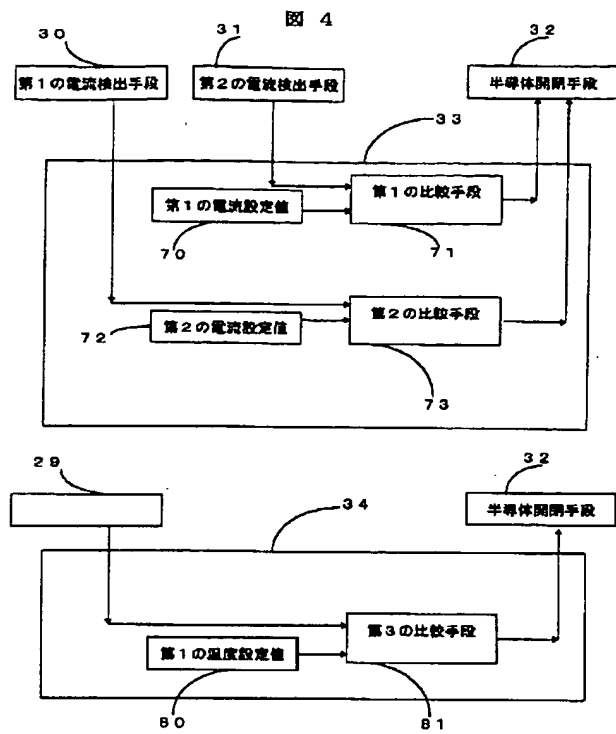 図 4
30
31
32
第1の電流検出手段
第2の電流検出手段
半導体開閉手段
33
第1の比較手段
第1の電流設定値
70
71
第2の比較手段
72
第2の電流設定値
73
29
32
半導体開閉手段
34
第3の比較手段
第1の温度設定値
80
81